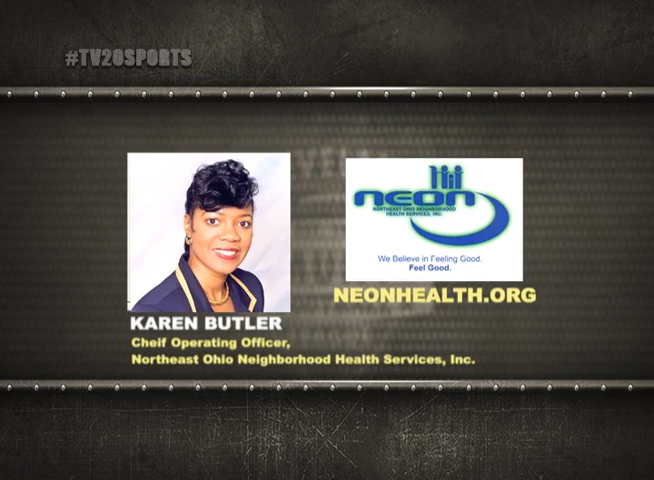 #TV20SPORTS
neon
NORTHEAST OHIO NEIGHBORHOOD
HEALTH SERVICES, INC.
We Believe in Feeling Good.
Feel Good.
NEONHEALTH.ORG
KAREN BUTLER
Cheif Operating Officer,
Northeast Ohio Neighborhood Health Services, Inc.